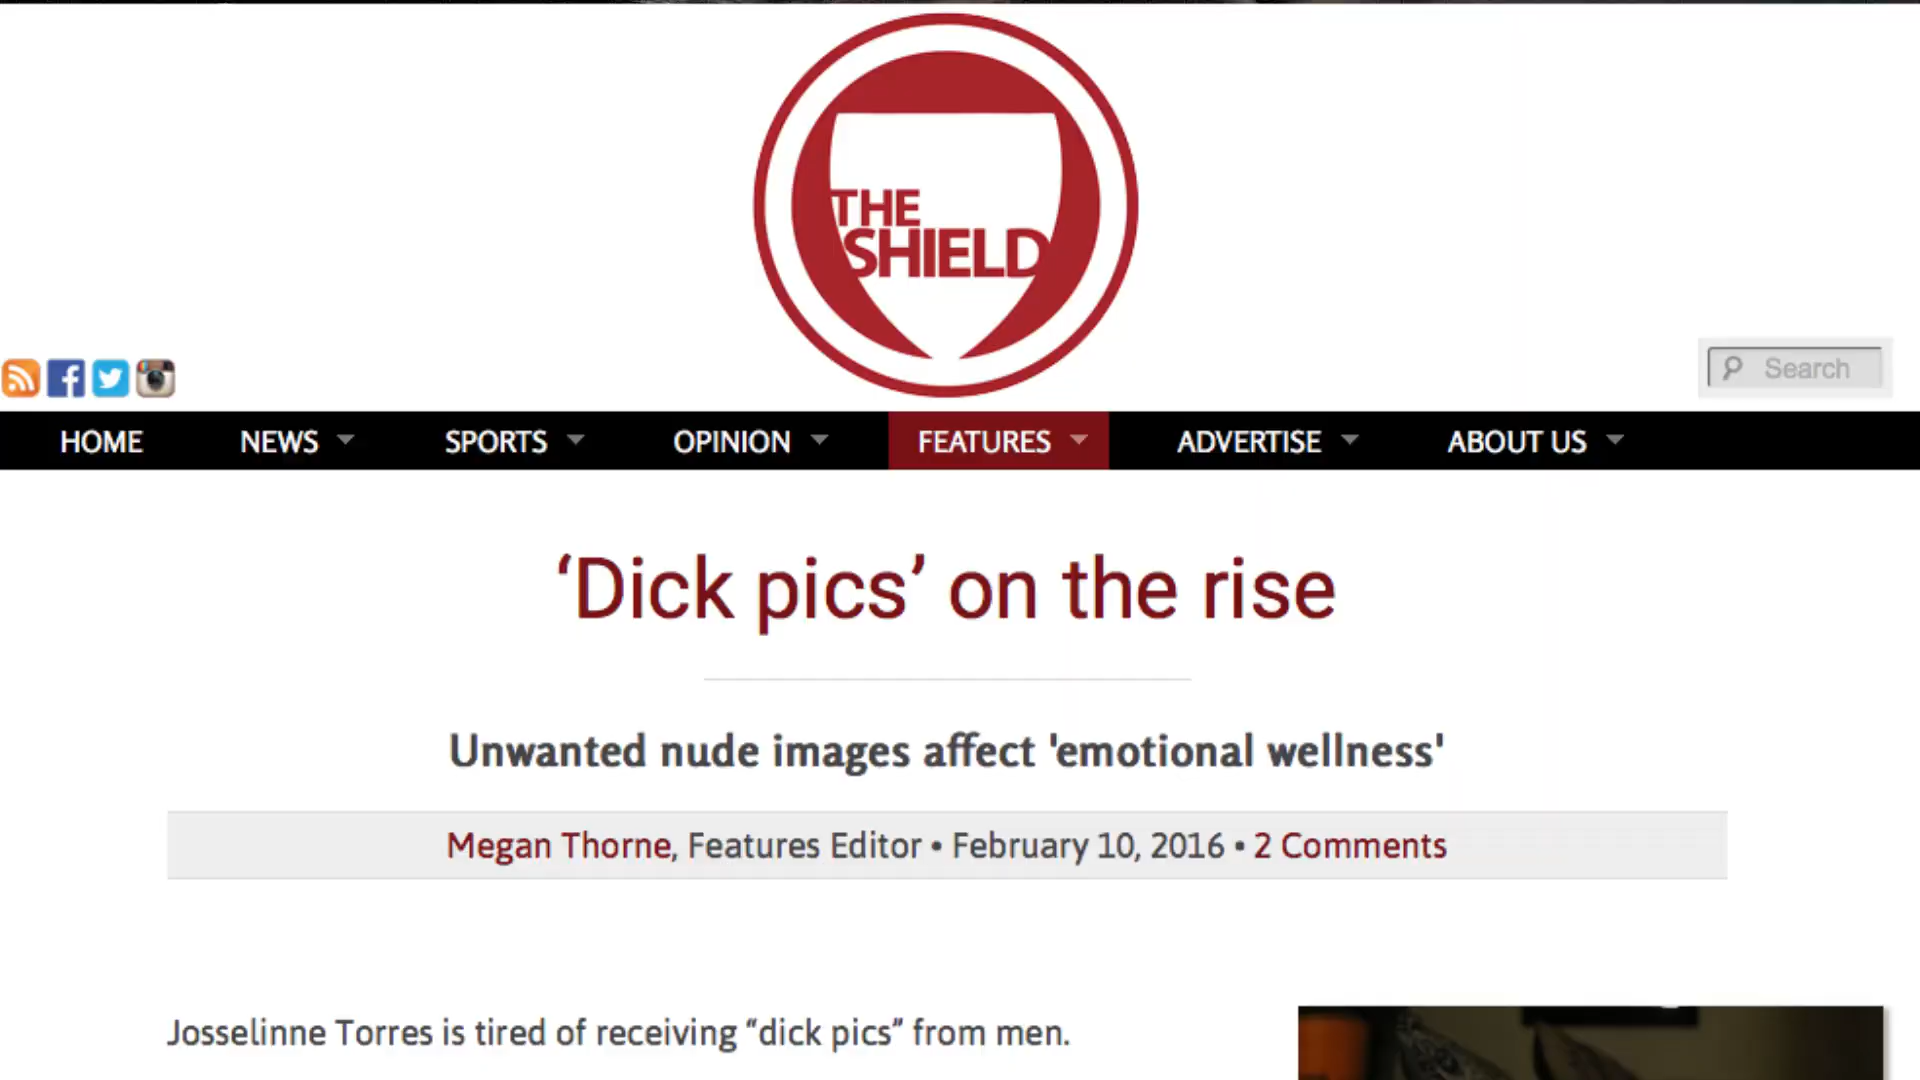 THE
SHIELD
Search
HOME NEWS SPORTS OPINION FEATURES ADVERTISE ABOUT US
‘Dick pics’ on the rise
Unwanted nude images affect 'emotional wellness'
Megan Thorne, Features Editor • February 10, 2016 • 2 Comments
Josselinne Torres is tired of receiving “dick pics” from men.